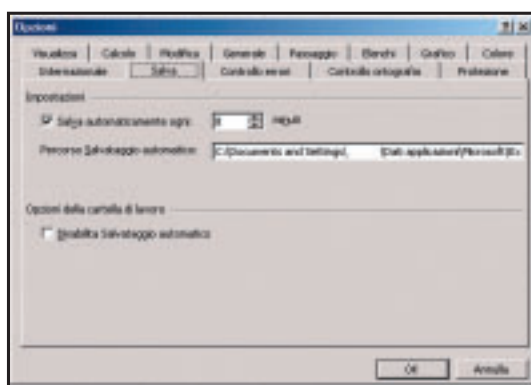 Opzioni
Visualizza Calcolo Modifica Generale Passaggio Elenchi Grafico Colore
Internazionale Salva Controllo errori Controllo ortografia Protezione
Impostazioni
Salva automaticamente ogni: minuti
Percorso Salvataggio automatico: C:\Documents and Settings\ \Dati applicazioni\Microsoft\Ex
Opzioni della cartella di lavoro
Disabilita Salvataggio automatico
OK Annulla